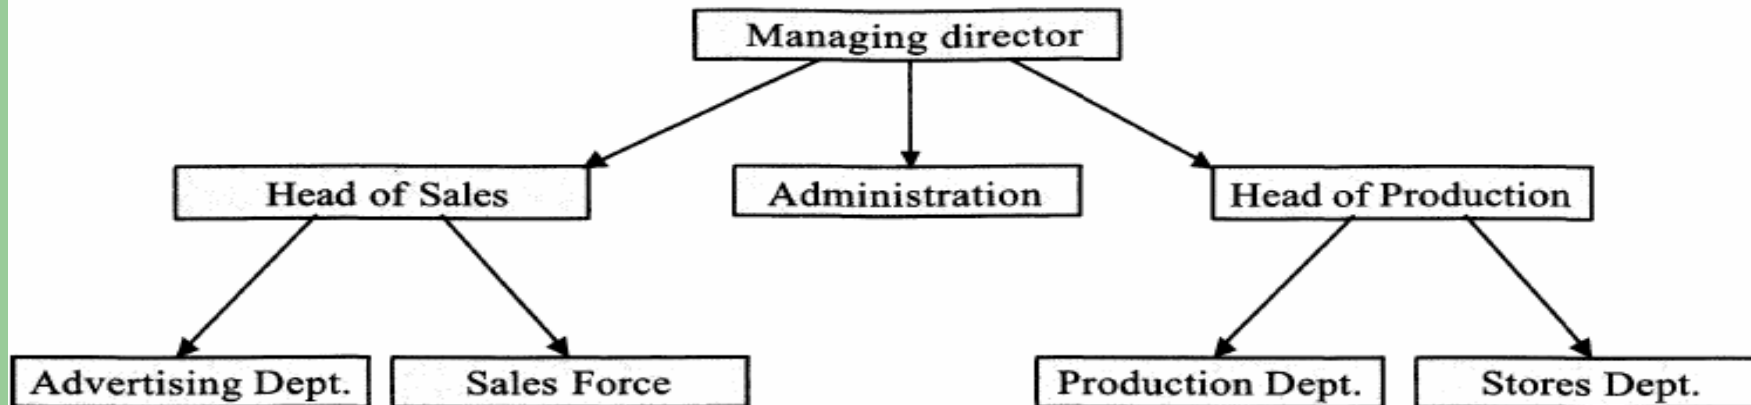 Managing director
Head of Sales
Administration
Head of Production
Advertising Dept.
Sales Force
Production Dept.
Stores Dept.